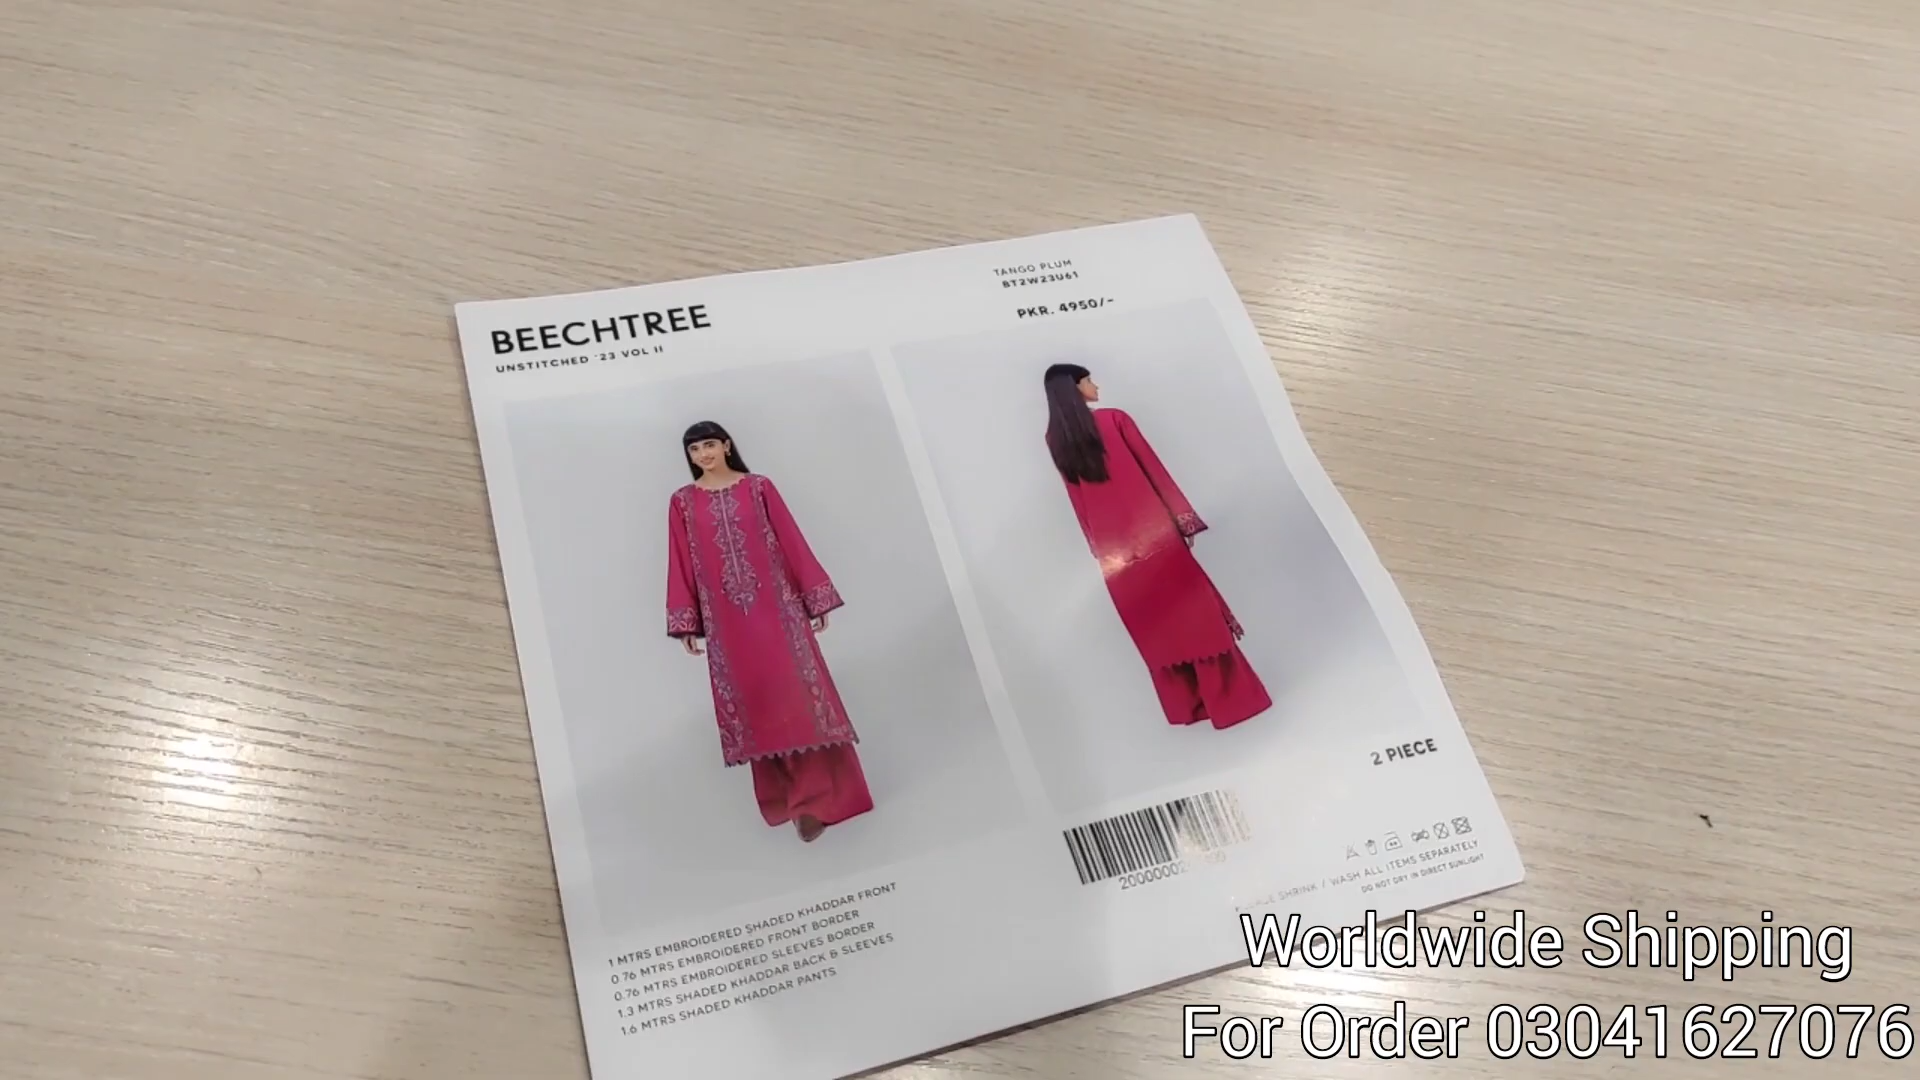 BEECHTREE
UNSTITCHED '23 VOL II
TANGO PLUM
BT2W23U61
PKR. 4950/-
2 PIECE
1 MTRS EMBROIDERED SHADED KHADDAR FRONT
0.76 MTRS EMBROIDERED FRONT BORDER
0.76 MTRS EMBROIDERED SLEEVES BORDER
1.3 MTRS SHADED KHADDAR BACK & SLEEVES
1.6 MTRS SHADED KHADDAR PANTS
SHRINK / WASH ALL ITEMS SEPARATELY
DO NOT DRY IN DIRECT SUNLIGHT
Worldwide Shipping
For Order 03041627076